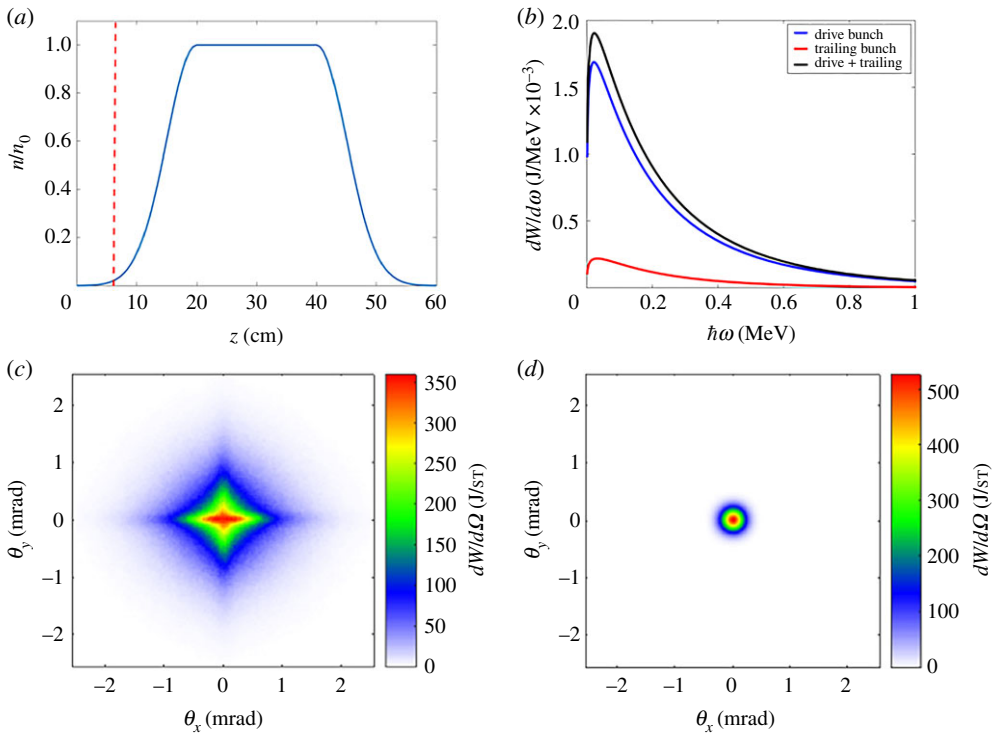 (a)
1.0
0.8
0.6
0.4
0.2
n/n0
0 10 20 30 40 50 60
z (cm)
(b)
2.0
1.5
1.0
0.5
dW/dω (J/MeV ×10−3)
drive bunch
trailing bunch
drive + trailing
0 0.2 0.4 0.6 0.8 1
ħω (MeV)
(c)
2
1
0
−1
−2
θy (mrad)
−2 −1 0 1 2
θx (mrad)
350
300
250
200
150
100
50
0
dW/dΩ (J/ST)
(d)
2
1
0
−1
−2
θy (mrad)
−2 −1 0 1 2
θx (mrad)
500
400
300
200
100
0
dW/dΩ (J/ST)